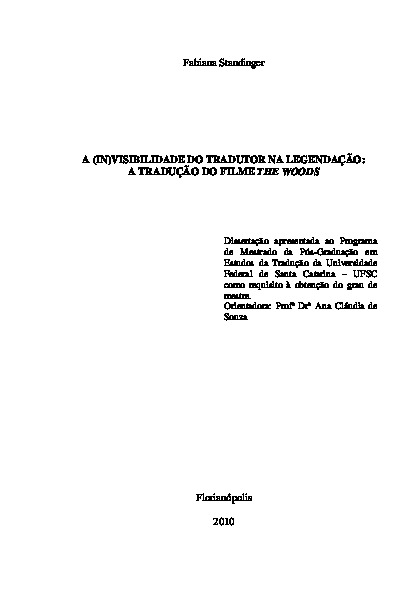 Fabiana Standinger
A (IN)VISIBILIDADE DO TRADUTOR NA LEGENDAÇÃO:
A TRADUÇÃO DO FILME THE WOODS
Dissertação apresentada ao Programa
de Mestrado da Pós-Graduação em
Estudos da Tradução da Universidade
Federal de Santa Catarina – UFSC
como requisito à obtenção do grau de
mestre.
Orientadora: Profª Drª Ana Cláudia de
Souza
Florianópolis
2010